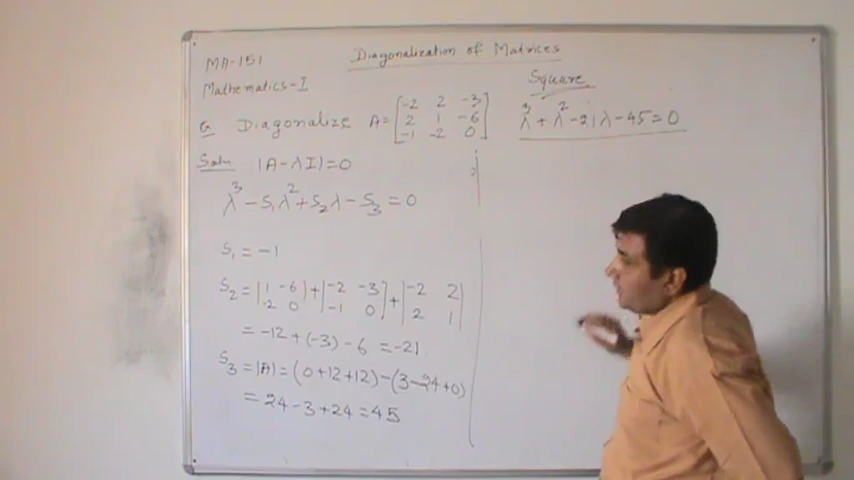 MA-151
Diagonalization of Matrices
Mathematics-I
Square
Q. Diagonalize A = [-2 2 -3
2 1 -6
-1 -2 0]
λ³ + λ² - 21λ - 45 = 0
Soln |A - λI| = 0
λ³ - S₁λ² + S₂λ - S₃ = 0
S₁ = -1
S₂ = |1 -6| + |-2 -3| + |-2 2|
|-2 0| |-1 0| |2 1|
= -12 + (-3) - 6 = -21
S₃ = |A| = (0+12+12) - (3-24+0)
= 24 - 3 + 24 = 45